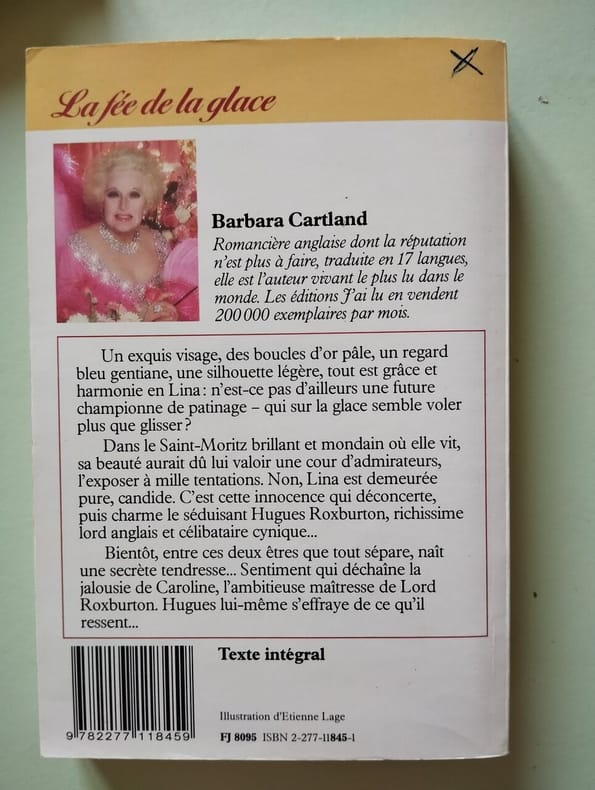 La fée de la glace
Barbara Cartland
Romancière anglaise dont la réputation
n'est plus à faire, traduite en 17 langues,
elle est l'auteur vivant le plus lu dans le
monde. Les éditions J'ai lu en vendent
200 000 exemplaires par mois.
Un exquis visage, des boucles d'or pâle, un regard
bleu gentiane, une silhouette légère, tout est grâce et
harmonie en Lina : n'est-ce pas d'ailleurs une future
championne de patinage – qui sur la glace semble voler
plus que glisser ?
Dans le Saint-Moritz brillant et mondain où elle vit,
sa beauté aurait dû lui valoir une cour d'admirateurs,
l'exposer à mille tentations. Non, Lina est demeurée
pure, candide. C'est cette innocence qui déconcerte,
puis charme le séduisant Hugues Roxburton, richissime
lord anglais et célibataire cynique...
Bientôt, entre ces deux êtres que tout sépare, naît
une secrète tendresse... Sentiment qui déchaîne la
jalousie de Caroline, l'ambitieuse maîtresse de Lord
Roxburton. Hugues lui-même s'effraye de ce qu'il
ressent...
Texte intégral
Illustration d'Etienne Lage
FJ 8095 ISBN 2-277-11845-1
9 782277 118459